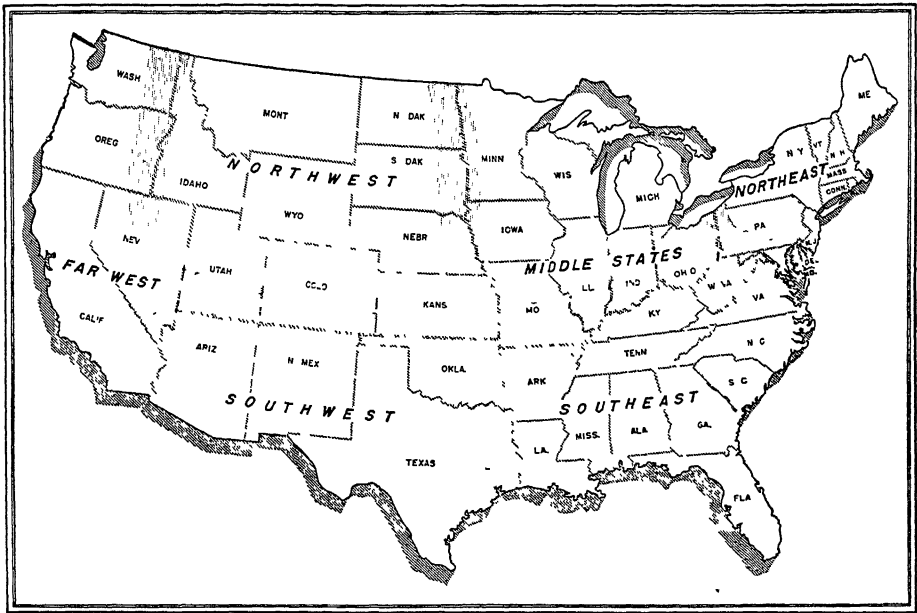 WASH
MONT
N DAK
ME
OREG
S DAK
MINN
N Y
VT
N H
NORTHWEST
IDAHO
WIS
MICH
NORTHEAST
MASS
CONN
WYO
NEBR
IOWA
PA
NEV
FAR WEST
UTAH
COLO
KANS
MIDDLE STATES
ILL
IND
OHIO
W VA
VA
MO
KY
CALIF
ARIZ
N MEX
OKLA.
ARK
TENN
N C
S C
SOUTHWEST
SOUTHEAST
MISS.
ALA
GA.
TEXAS
LA.
FLA